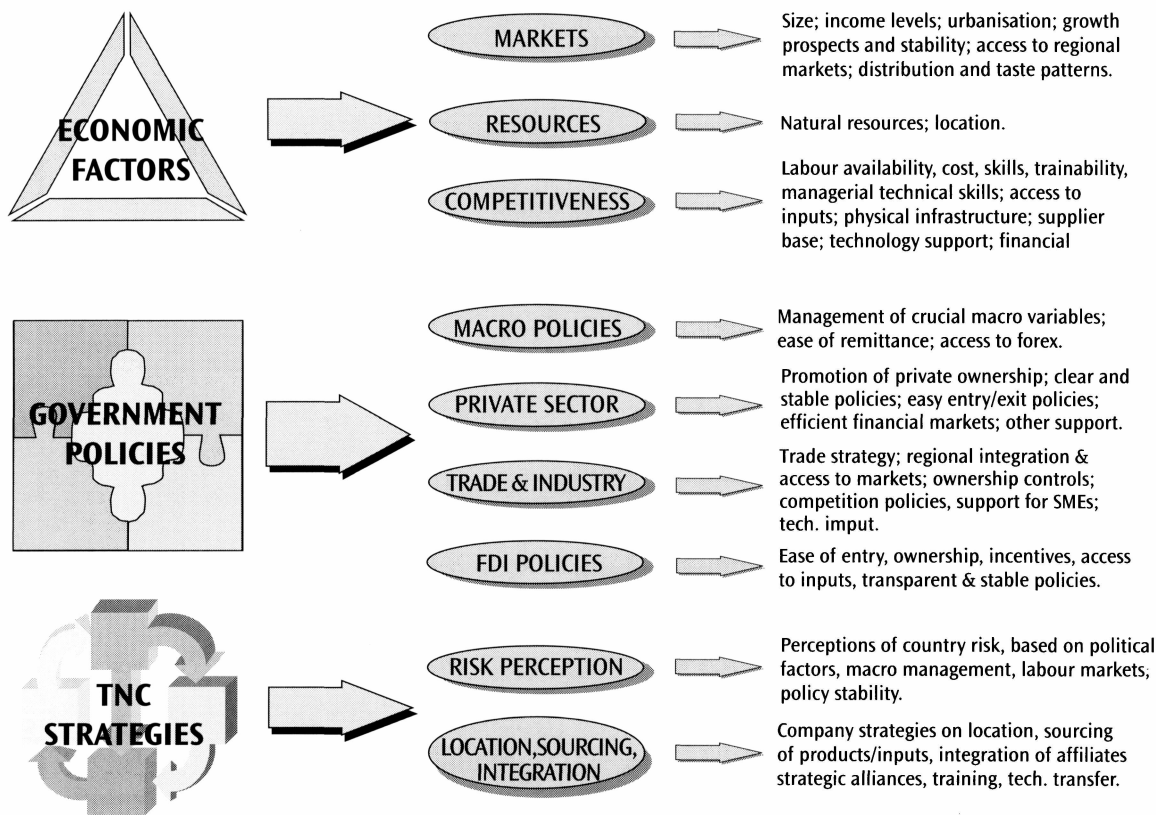 ECONOMIC
FACTORS
MARKETS
Size; income levels; urbanisation; growth
prospects and stability; access to regional
markets; distribution and taste patterns.
RESOURCES
Natural resources; location.
COMPETITIVENESS
Labour availability, cost, skills, trainability,
managerial technical skills; access to
inputs; physical infrastructure; supplier
base; technology support; financial
GOVERNMENT
POLICIES
MACRO POLICIES
Management of crucial macro variables;
ease of remittance; access to forex.
PRIVATE SECTOR
Promotion of private ownership; clear and
stable policies; easy entry/exit policies;
efficient financial markets; other support.
TRADE & INDUSTRY
Trade strategy; regional integration &
access to markets; ownership controls;
competition policies, support for SMEs;
tech. imput.
FDI POLICIES
Ease of entry, ownership, incentives, access
to inputs, transparent & stable policies.
TNC
STRATEGIES
RISK PERCEPTION
Perceptions of country risk, based on political
factors, macro management, labour markets,
policy stability.
LOCATION,SOURCING,
INTEGRATION
Company strategies on location, sourcing
of products/inputs, integration of affiliates
strategic alliances, training, tech. transfer.